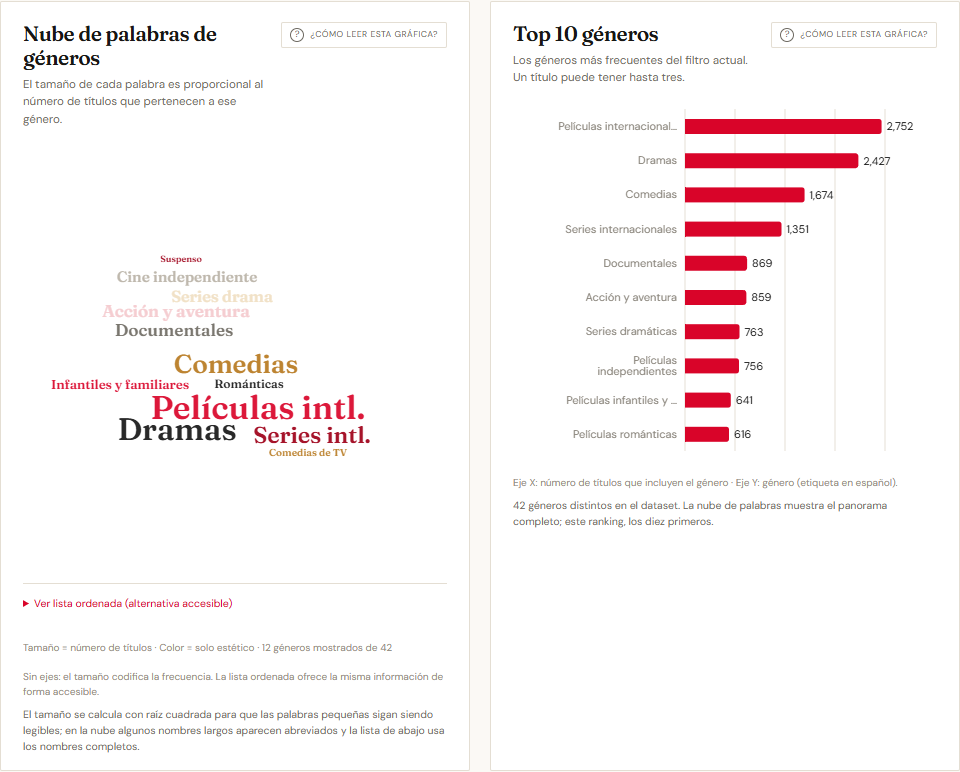 Nube de palabras de
géneros
? ¿CÓMO LEER ESTA GRÁFICA?
El tamaño de cada palabra es proporcional al
número de títulos que pertenecen a ese
género.
Suspenso
Cine independiente
Series drama
Acción y aventura
Documentales
Comedias
Infantiles y familiares
Románticas
Películas intl.
Dramas
Series intl.
Comedias de TV
▶ Ver lista ordenada (alternativa accesible)
Tamaño = número de títulos · Color = solo estético · 12 géneros mostrados de 42
Sin ejes: el tamaño codifica la frecuencia. La lista ordenada ofrece la misma información de
forma accesible.
El tamaño se calcula con raíz cuadrada para que las palabras pequeñas sigan siendo
legibles; en la nube algunos nombres largos aparecen abreviados y la lista de abajo usa
los nombres completos.
Top 10 géneros
? ¿CÓMO LEER ESTA GRÁFICA?
Los géneros más frecuentes del filtro actual.
Un título puede tener hasta tres.
Películas internacional... 2,752
Dramas 2,427
Comedias 1,674
Series internacionales 1,351
Documentales 869
Acción y aventura 859
Series dramáticas 763
Películas
independientes 756
Películas infantiles y ... 641
Películas románticas 616
Eje X: número de títulos que incluyen el género · Eje Y: género (etiqueta en español).
42 géneros distintos en el dataset. La nube de palabras muestra el panorama
completo; este ranking, los diez primeros.